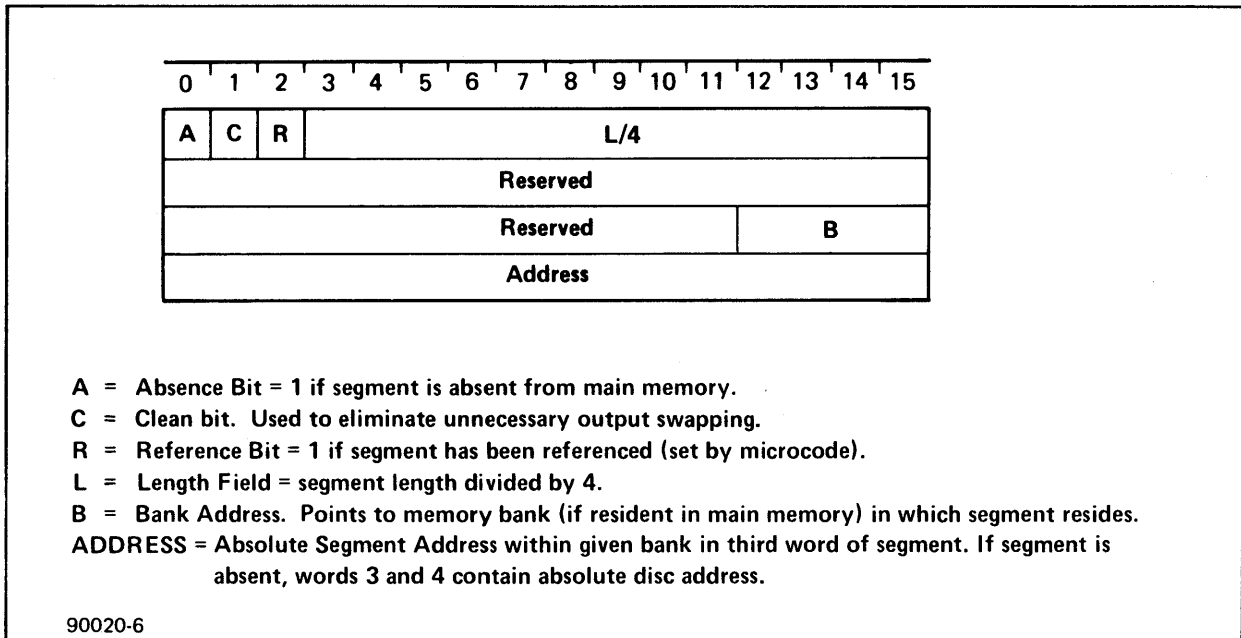 0 1 2 3 4 5 6 7 8 9 10 11 12 13 14 15
A C R L/4
Reserved
Reserved B
Address
A = Absence Bit = 1 if segment is absent from main memory.
C = Clean bit. Used to eliminate unnecessary output swapping.
R = Reference Bit = 1 if segment has been referenced (set by microcode).
L = Length Field = segment length divided by 4.
B = Bank Address. Points to memory bank (if resident in main memory) in which segment resides.
ADDRESS = Absolute Segment Address within given bank in third word of segment. If segment is
absent, words 3 and 4 contain absolute disc address.
90020-6